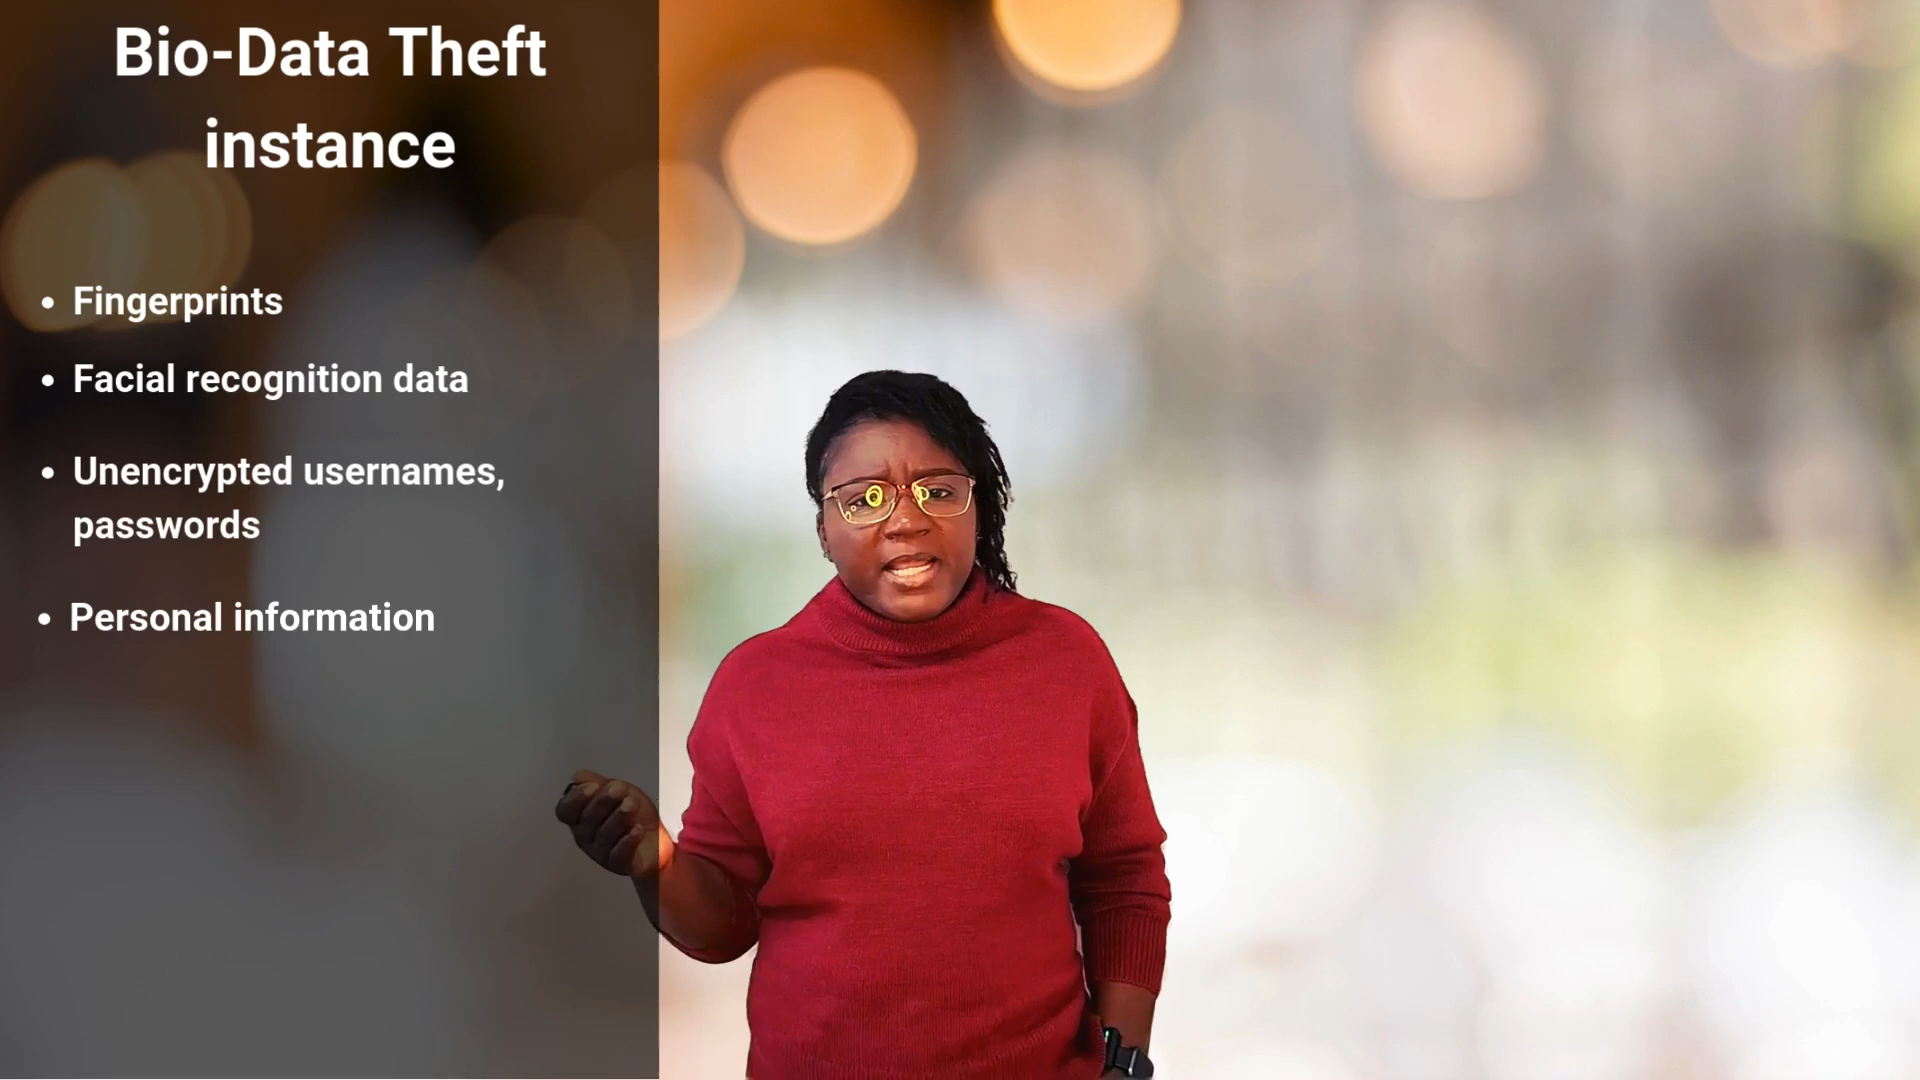 Bio-Data Theft
instance
• Fingerprints
• Facial recognition data
• Unencrypted usernames,
passwords
• Personal information